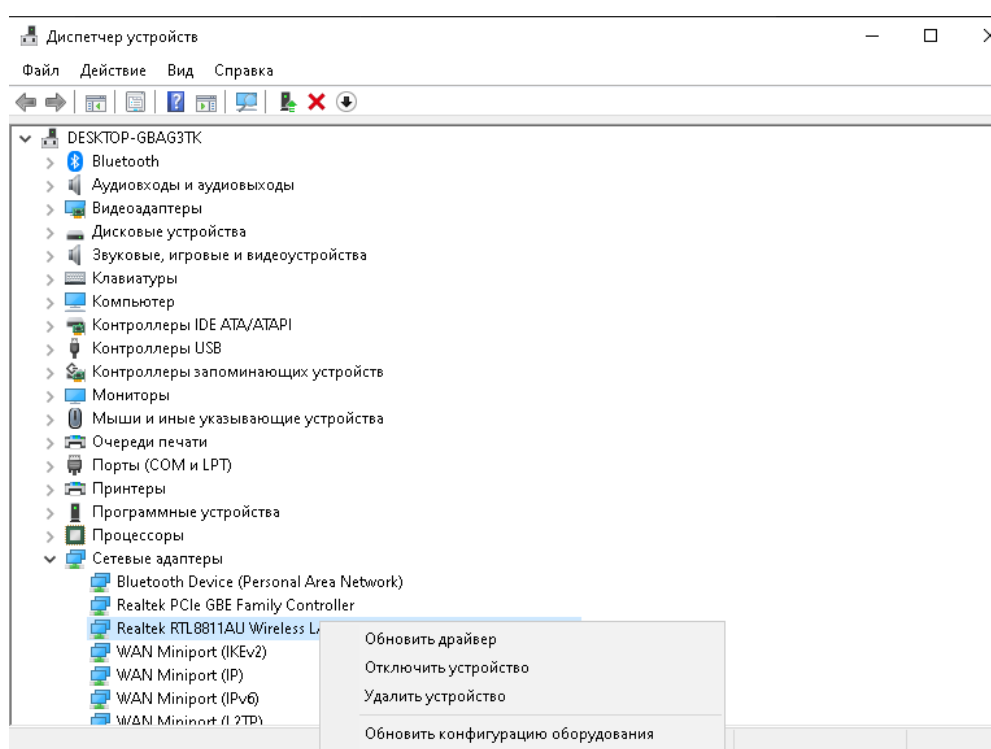 Диспетчер устройств
Файл Действие Вид Справка
DESKTOP-GBAG3TK
Bluetooth
Аудиовходы и аудиовыходы
Видеоадаптеры
Дисковые устройства
Звуковые, игровые и видеоустройства
Клавиатуры
Компьютер
Контроллеры IDE ATA/ATAPI
Контроллеры USB
Контроллеры запоминающих устройств
Мониторы
Мыши и иные указывающие устройства
Очереди печати
Порты (COM и LPT)
Принтеры
Программные устройства
Процессоры
Сетевые адаптеры
Bluetooth Device (Personal Area Network)
Realtek PCIe GBE Family Controller
Realtek RTL8811AU Wireless
WAN Miniport (IKEv2)
WAN Miniport (IP)
WAN Miniport (IPv6)
WAN Miniport (L2TP)
Обновить драйвер
Отключить устройство
Удалить устройство
Обновить конфигурацию оборудования